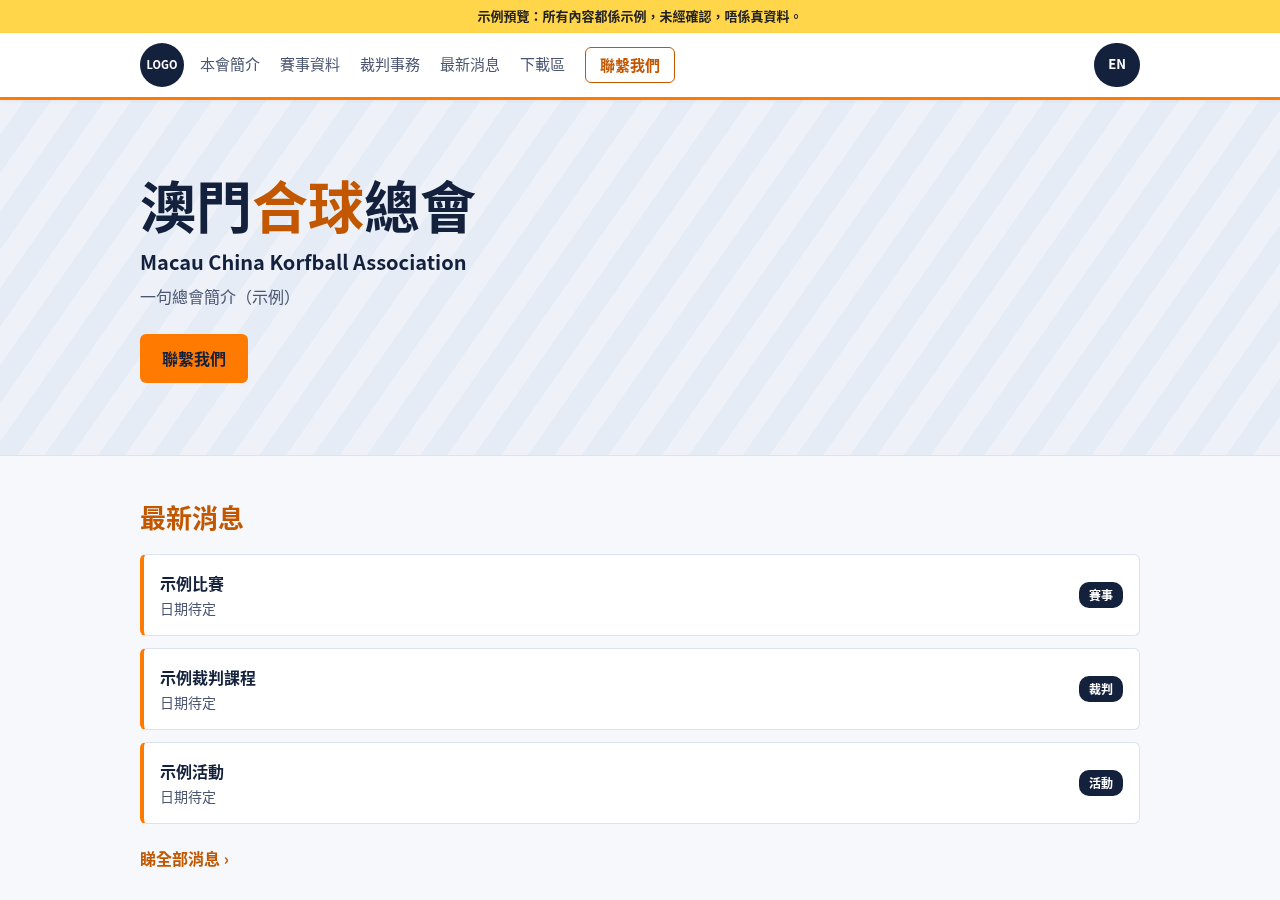 示例預覽：所有內容都係示例，未經確認，唔係真資料。
LOGO 本會簡介 賽事資料 裁判事務 最新消息 下載區 聯繫我們 EN
澳門合球總會
Macau China Korfball Association
一句總會簡介（示例）
聯繫我們
最新消息
示例比賽
日期待定
賽事
示例裁判課程
日期待定
裁判
示例活動
日期待定
活動
睇全部消息 ›